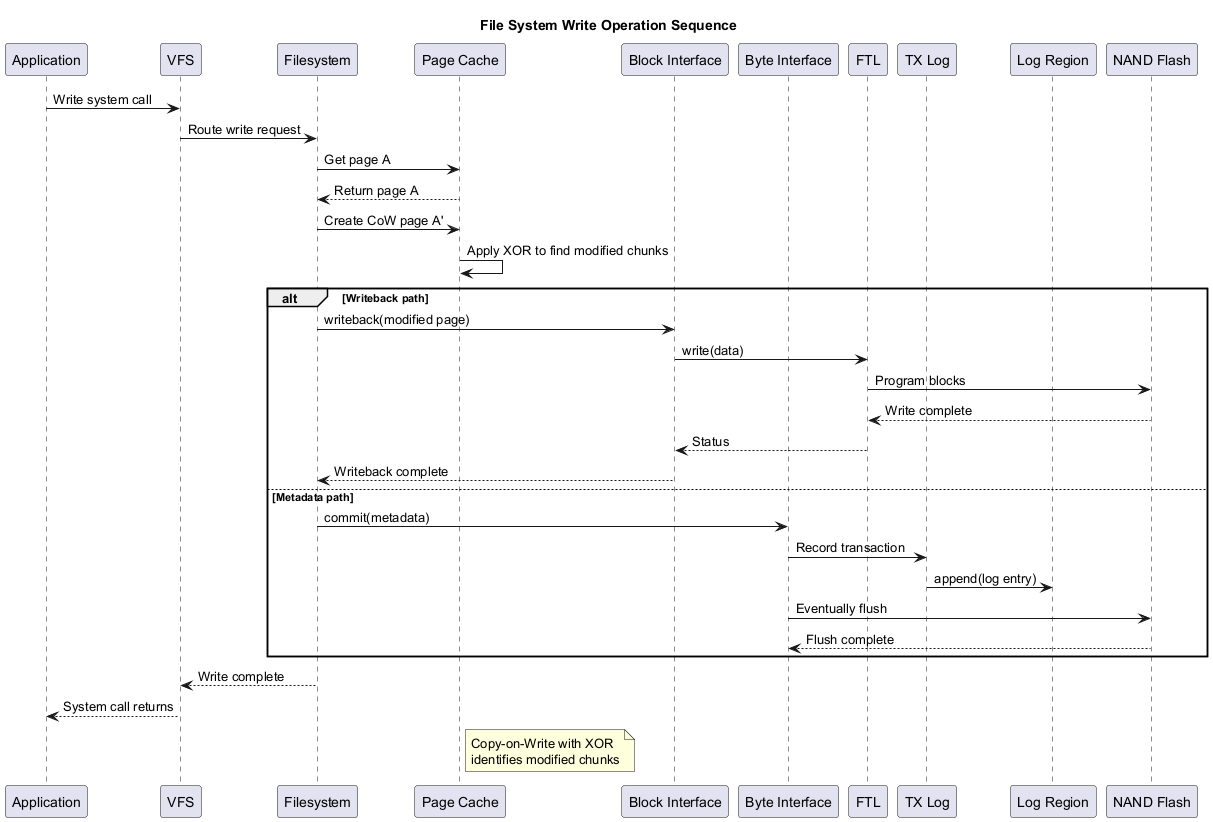 File System Write Operation Sequence
Application
VFS
Filesystem
Page Cache
Block Interface
Byte Interface
FTL
TX Log
Log Region
NAND Flash
Write system call
Route write request
Get page A
Return page A
Create CoW page A'
Apply XOR to find modified chunks
alt
[Writeback path]
writeback(modified page)
write(data)
Program blocks
Write complete
Status
Writeback complete
[Metadata path]
commit(metadata)
Record transaction
append(log entry)
Eventually flush
Flush complete
Write complete
System call returns
Copy-on-Write with XOR
identifies modified chunks
Application
VFS
Filesystem
Page Cache
Block Interface
Byte Interface
FTL
TX Log
Log Region
NAND Flash